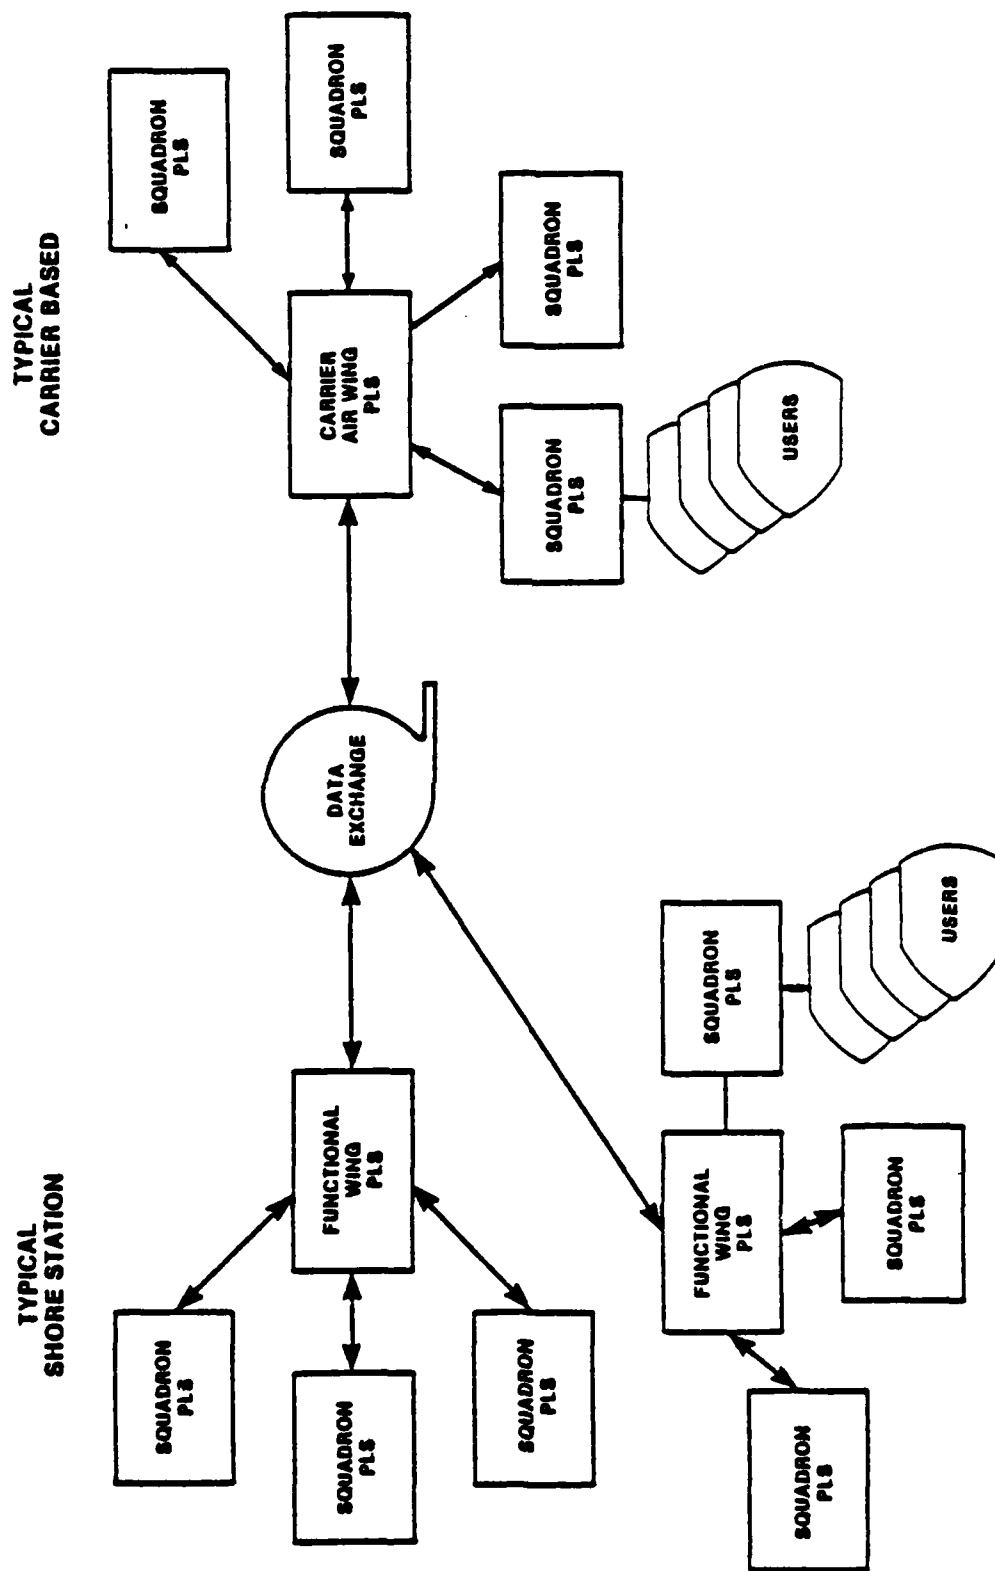 TYPICAL
SHORE STATION
TYPICAL
CARRIER BASED
SQUADRON
PLS
SQUADRON
PLS
SQUADRON
PLS
FUNCTIONAL
WING
PLS
DATA
EXCHANGE
CARRIER
AIR WING
PLS
SQUADRON
PLS
SQUADRON
PLS
SQUADRON
PLS
SQUADRON
PLS
USERS
FUNCTIONAL
WING
PLS
SQUADRON
PLS
USERS
SQUADRON
PLS
SQUADRON
PLS